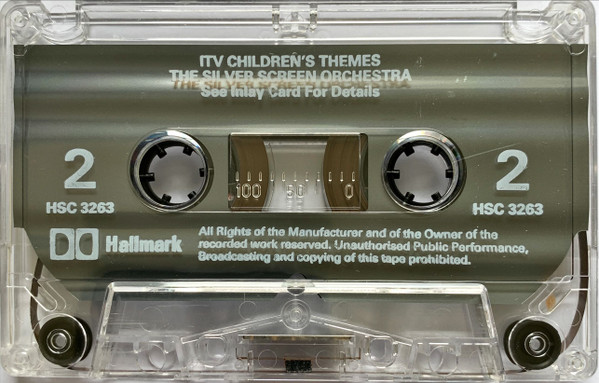 ITV CHILDREN'S THEMES
THE SILVER SCREEN ORCHESTRA
See Inlay Card For Details
2
2
100 50 0
HSC 3263
HSC 3263
Hallmark
All Rights of the Manufacturer and of the Owner of the
recorded work reserved. Unauthorised Public Performance,
Broadcasting and copying of this tape prohibited.